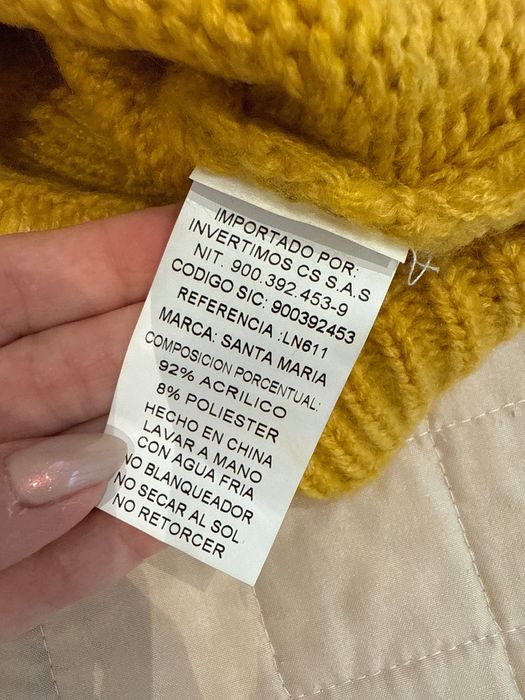 IMPORTADO POR:
INVERTIMOS CS S.A.S
NIT. 900.392.453-9
CODIGO SIC: 900392453
REFERENCIA :LN611
MARCA: SANTA MARIA
COMPOSICION PORCENTUAL:
92% ACRILICO
8% POLIESTER
HECHO EN CHINA
LAVAR A MANO
CON AGUA FRIA
NO BLANQUEADOR
NO SECAR AL SOL
NO RETORCER